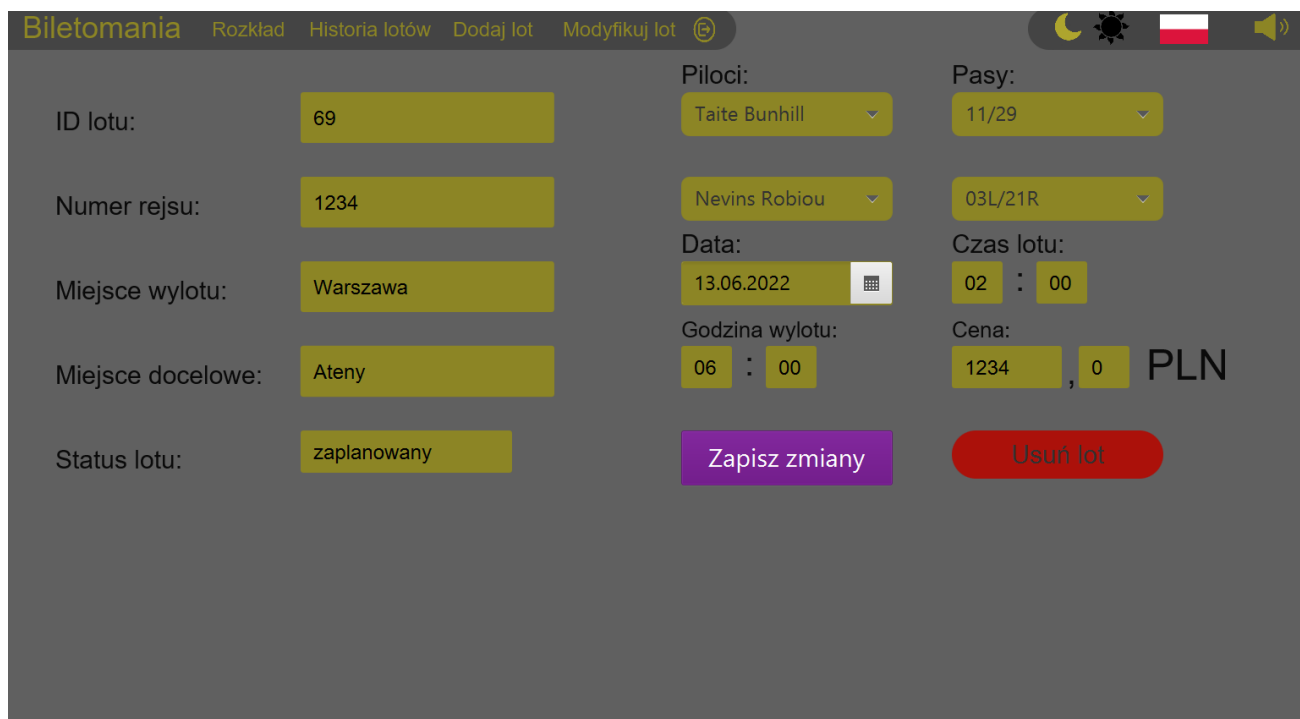 Biletomania Rozkład Historia lotów Dodaj lot Modyfikuj lot
Piloci: Pasy:
ID lotu: 69 Taite Bunhill 11/29
Numer rejsu: 1234 Nevins Robiou 03L/21R
Data: Czas lotu:
Miejsce wylotu: Warszawa 13.06.2022 02 : 00
Godzina wylotu: Cena:
Miejsce docelowe: Ateny 06 : 00 1234 , 0 PLN
Status lotu: zaplanowany Zapisz zmiany Usuń lot